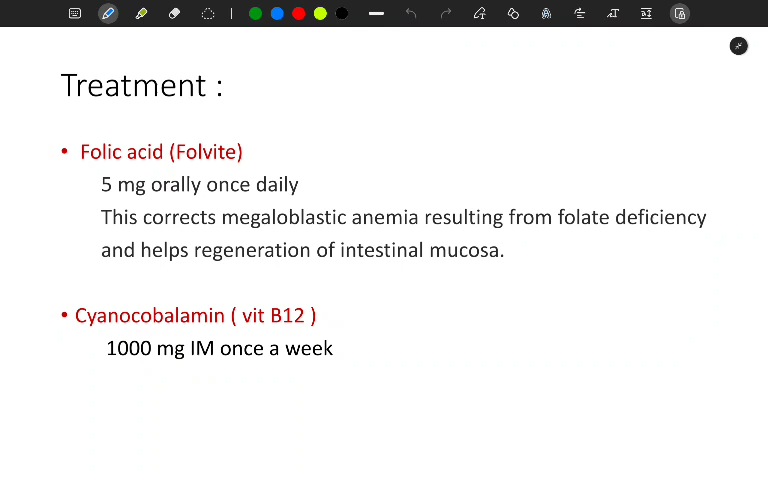 Treatment :
• Folic acid (Folvite)
5 mg orally once daily
This corrects megaloblastic anemia resulting from folate deficiency
and helps regeneration of intestinal mucosa.
• Cyanocobalamin ( vit B12 )
1000 mg IM once a week